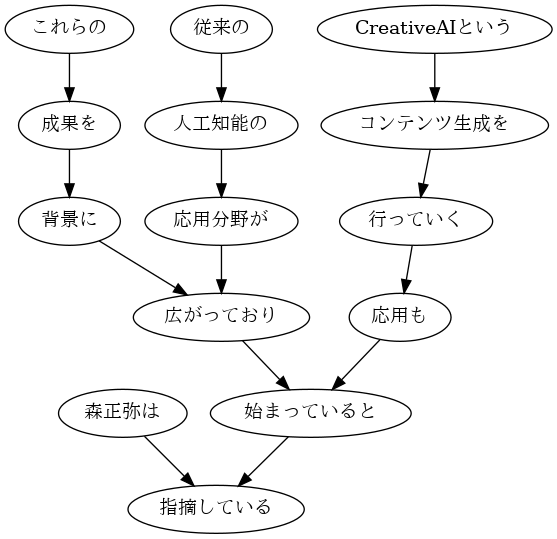 これらの 従来の CreativeAIという
成果を 人工知能の コンテンツ生成を
背景に 応用分野が 行っていく
広がっており 応用も
森正弥は 始まっていると
指摘している